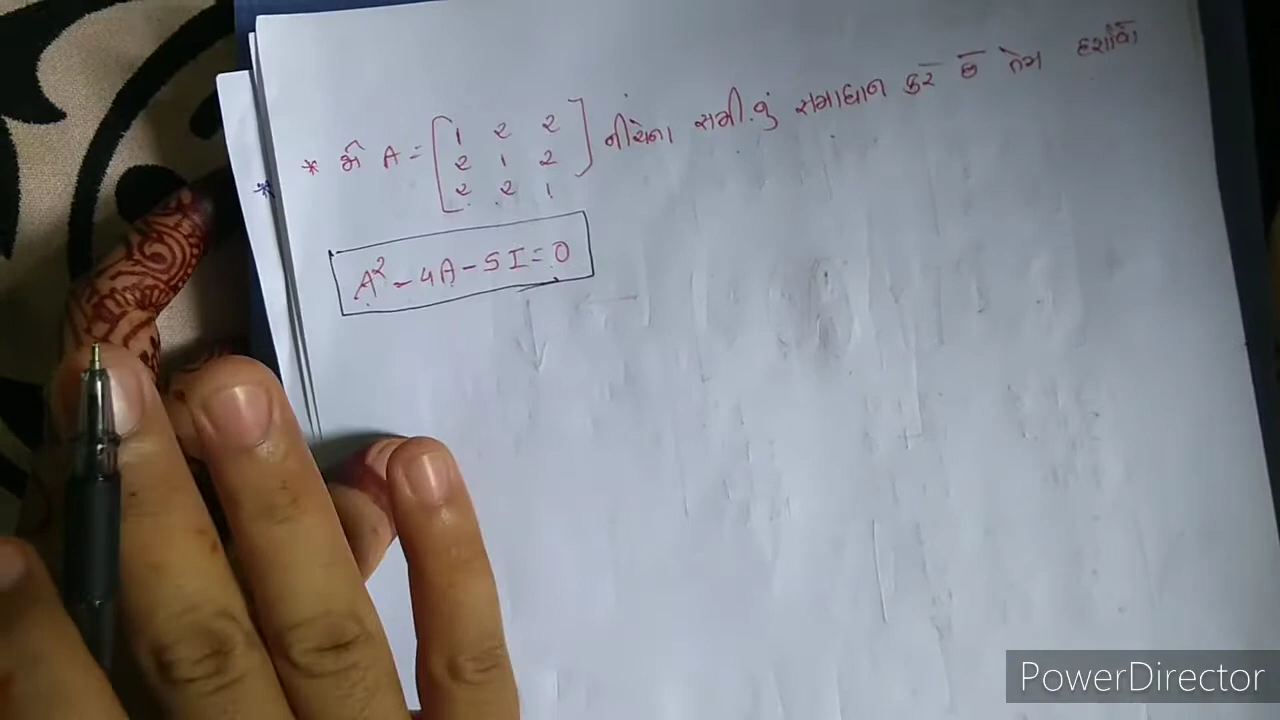 * જો A = [ 1 2 2 નીચેના સમી.નું સમાધાન કરે છે તેમ દર્શાવો
2 1 2
2 2 1 ]
*
A² - 4A - 5I = 0
PowerDirector